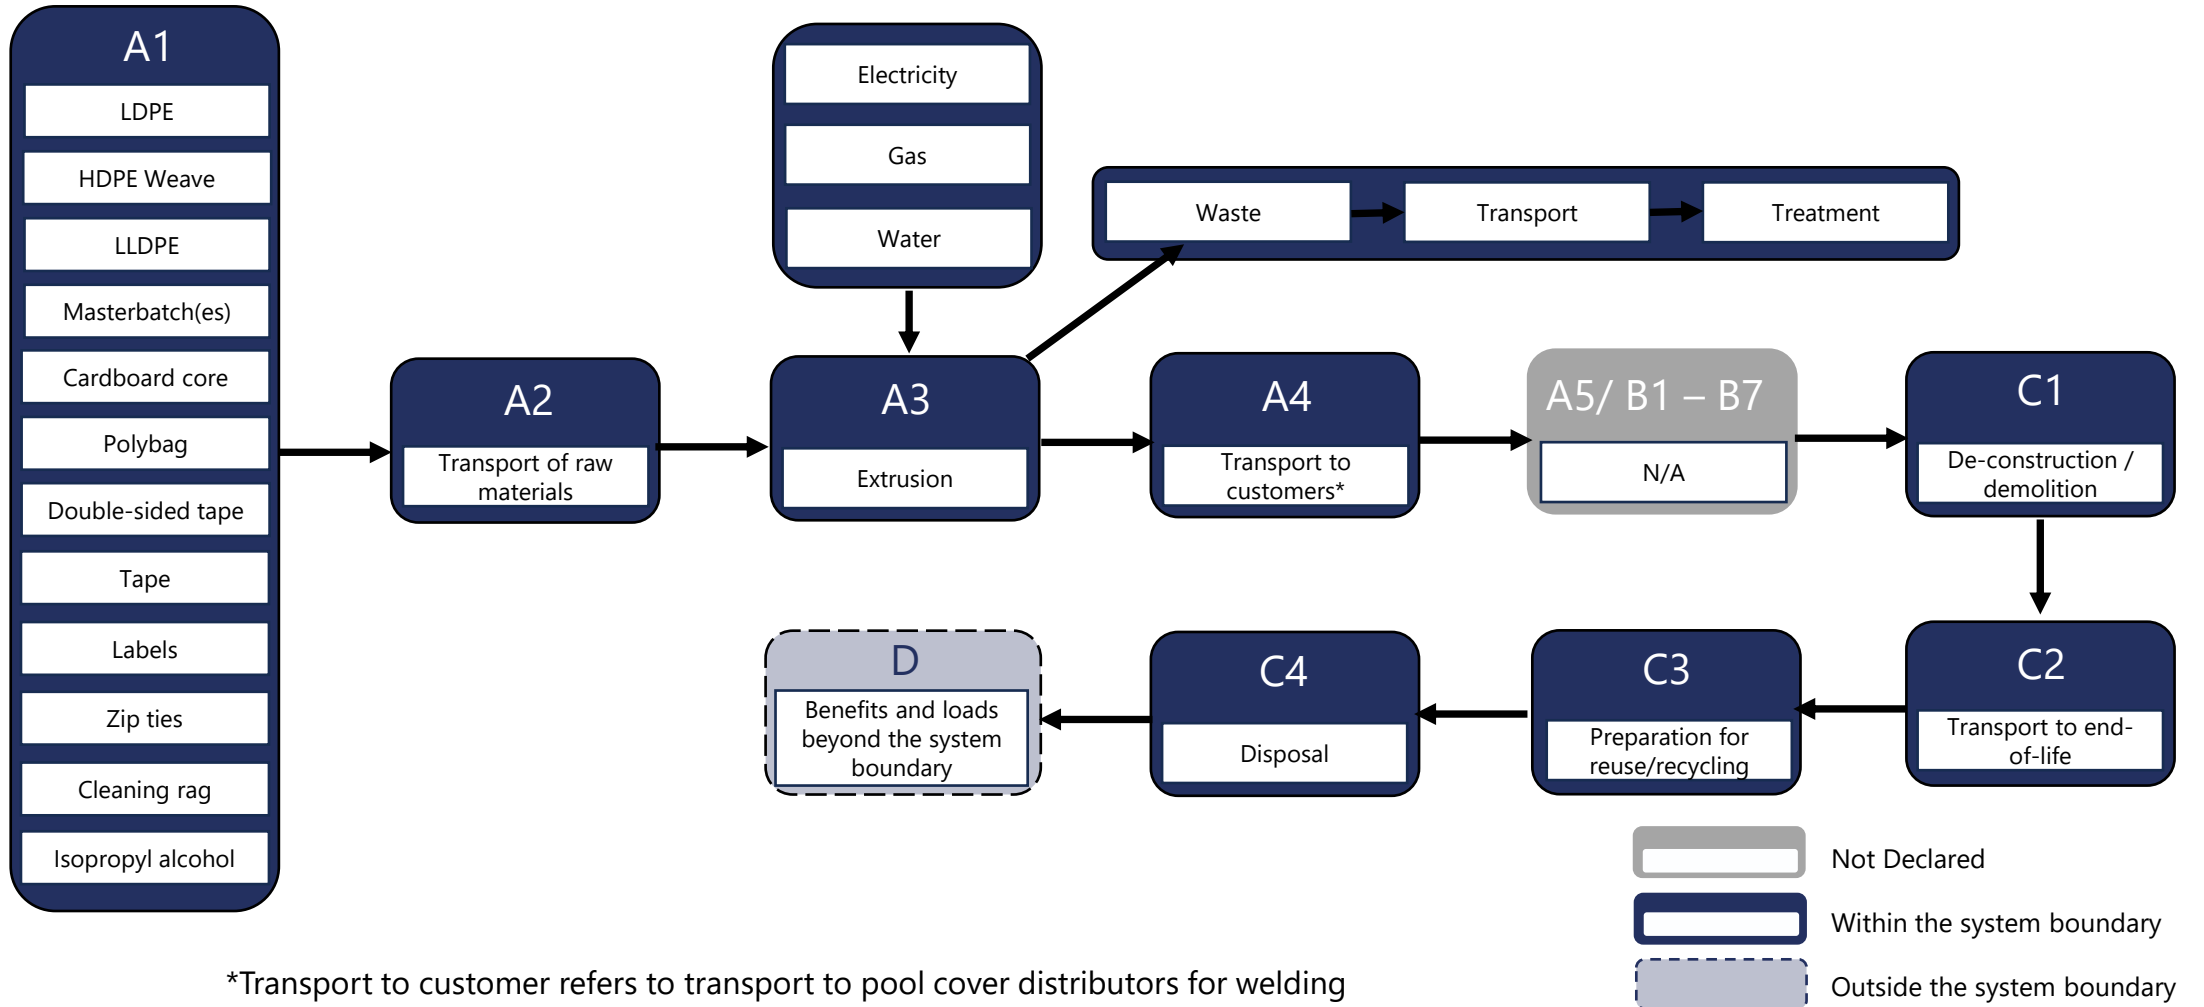 A1
LDPE
HDPE Weave
LLDPE
Masterbatch(es)
Cardboard core
Polybag
Double-sided tape
Tape
Labels
Zip ties
Cleaning rag
Isopropyl alcohol
A2
Transport of raw
materials
Electricity
Gas
Water
A3
Extrusion
Waste
Transport
Treatment
A4
Transport to
customers*
A5/ B1 – B7
N/A
C1
De-construction /
demolition
C2
Transport to end-
of-life
C3
Preparation for
reuse/recycling
C4
Disposal
D
Benefits and loads
beyond the system
boundary
Not Declared
Within the system boundary
Outside the system boundary
*Transport to customer refers to transport to pool cover distributors for welding